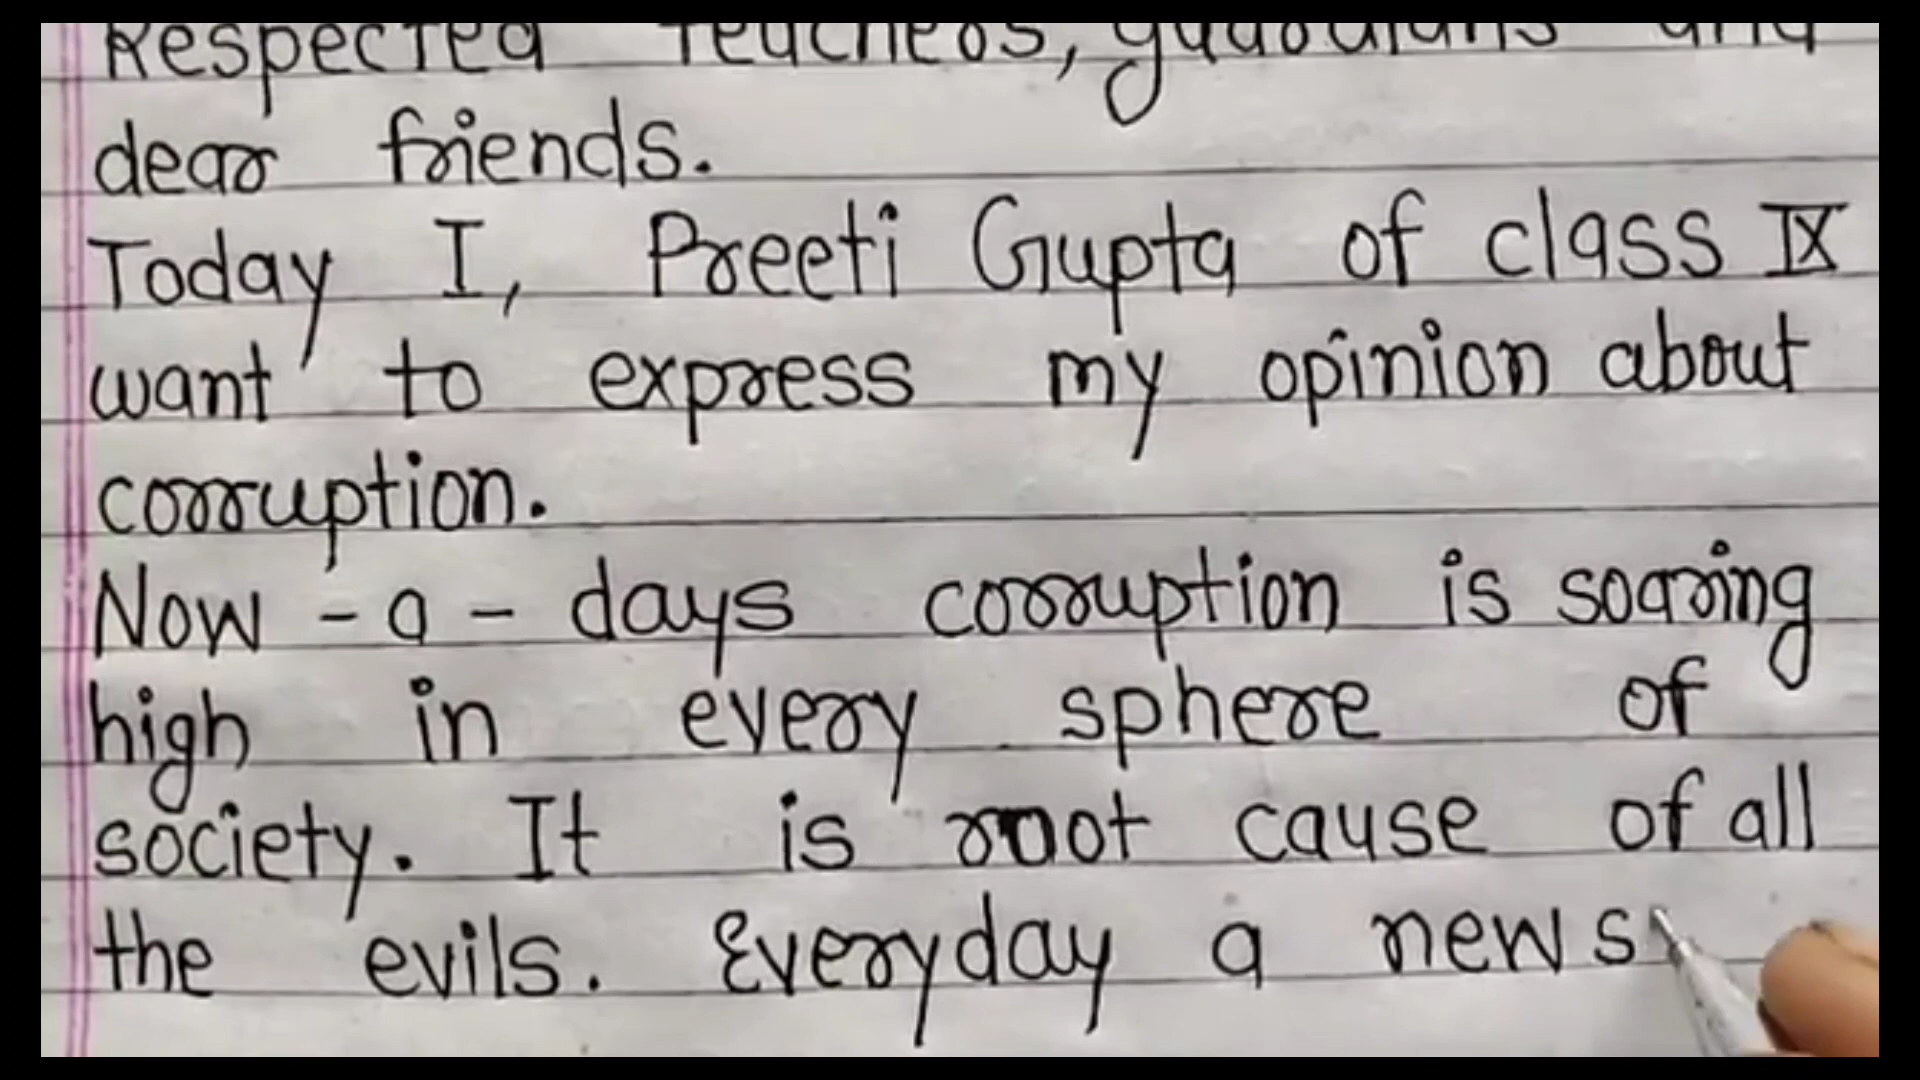 Respected teachers, guardians and
dear friends.
Today I, Preeti Gupta of class IX
want to express my opinion about
corruption.
Now - a - days corruption is soaring
high in every sphere of
society. It is root cause of all
the evils. Everyday a news